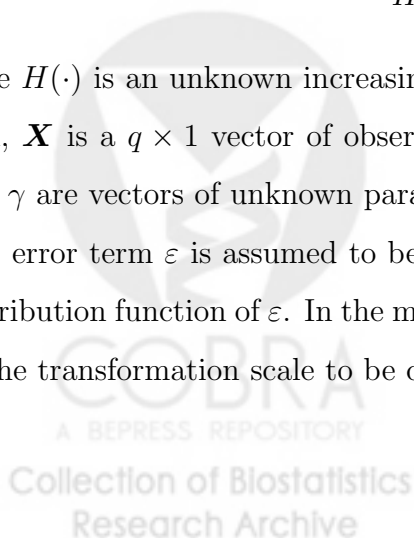 e H(·) is an unknown increasin
, X is a q × 1 vector of obser
γ are vectors of unknown para
error term ε is assumed to be
tribution function of ε. In the m
he transformation scale to be c
COBRA
A BEPRESS REPOSITORY
Collection of Biostatistics
Research Archive